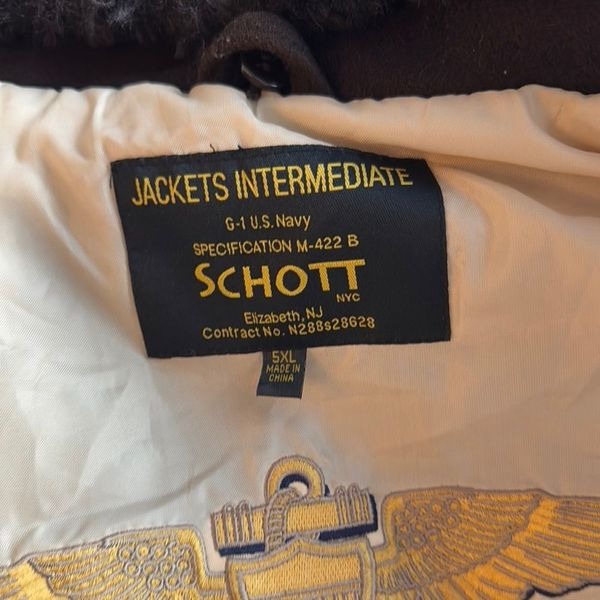 JACKETS INTERMEDIATE
G-1 U.S. Navy
SPECIFICATION M-422 B
SCHOTT
NYC
Elizabeth, NJ
Contract No. N288s28628
5XL
MADE IN
CHINA